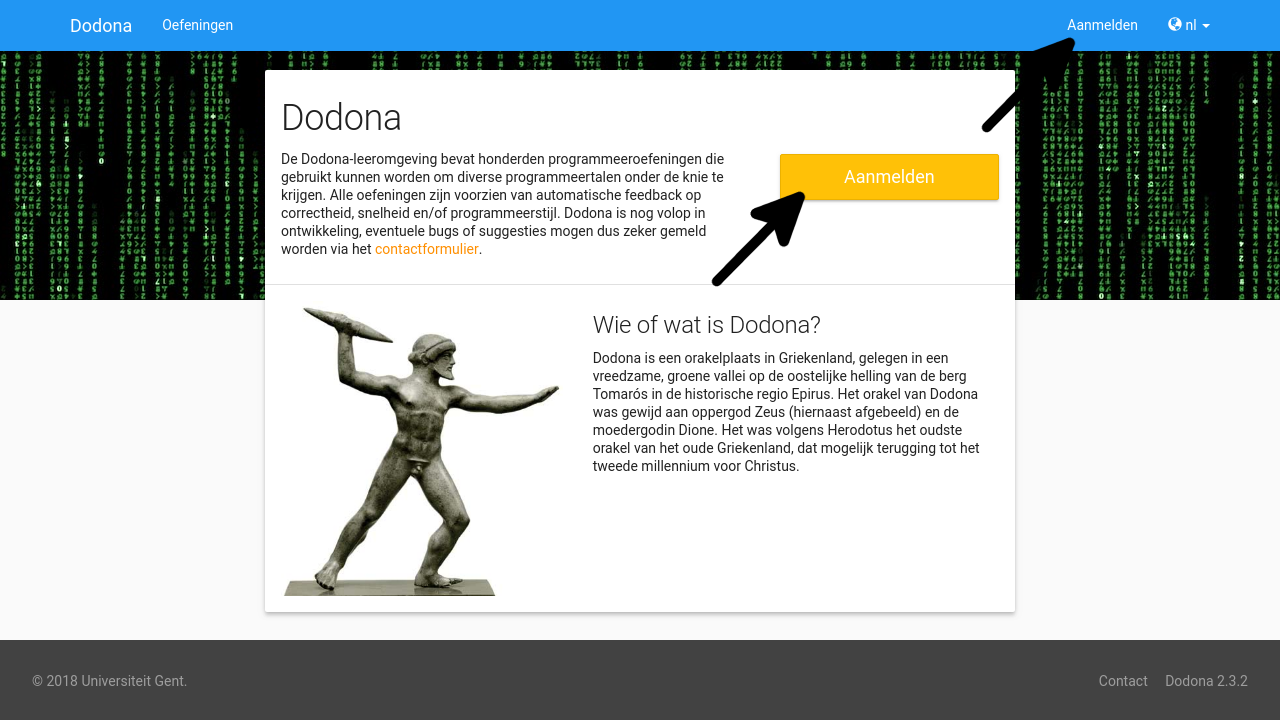 Dodona Oefeningen Aanmelden nl
Dodona
De Dodona-leeromgeving bevat honderden programmeeroefeningen die
gebruikt kunnen worden om diverse programmeertalen onder de knie te
krijgen. Alle oefeningen zijn voorzien van automatische feedback op
correctheid, snelheid en/of programmeerstijl. Dodona is nog volop in
ontwikkeling, eventuele bugs of suggesties mogen dus zeker gemeld
worden via het contactformulier.
Aanmelden
Wie of wat is Dodona?
Dodona is een orakelplaats in Griekenland, gelegen in een
vreedzame, groene vallei op de oostelijke helling van de berg
Tomarós in de historische regio Epirus. Het orakel van Dodona
was gewijd aan oppergod Zeus (hiernaast afgebeeld) en de
moedergodin Dione. Het was volgens Herodotus het oudste
orakel van het oude Griekenland, dat mogelijk terugging tot het
tweede millennium voor Christus.
© 2018 Universiteit Gent.
Contact Dodona 2.3.2